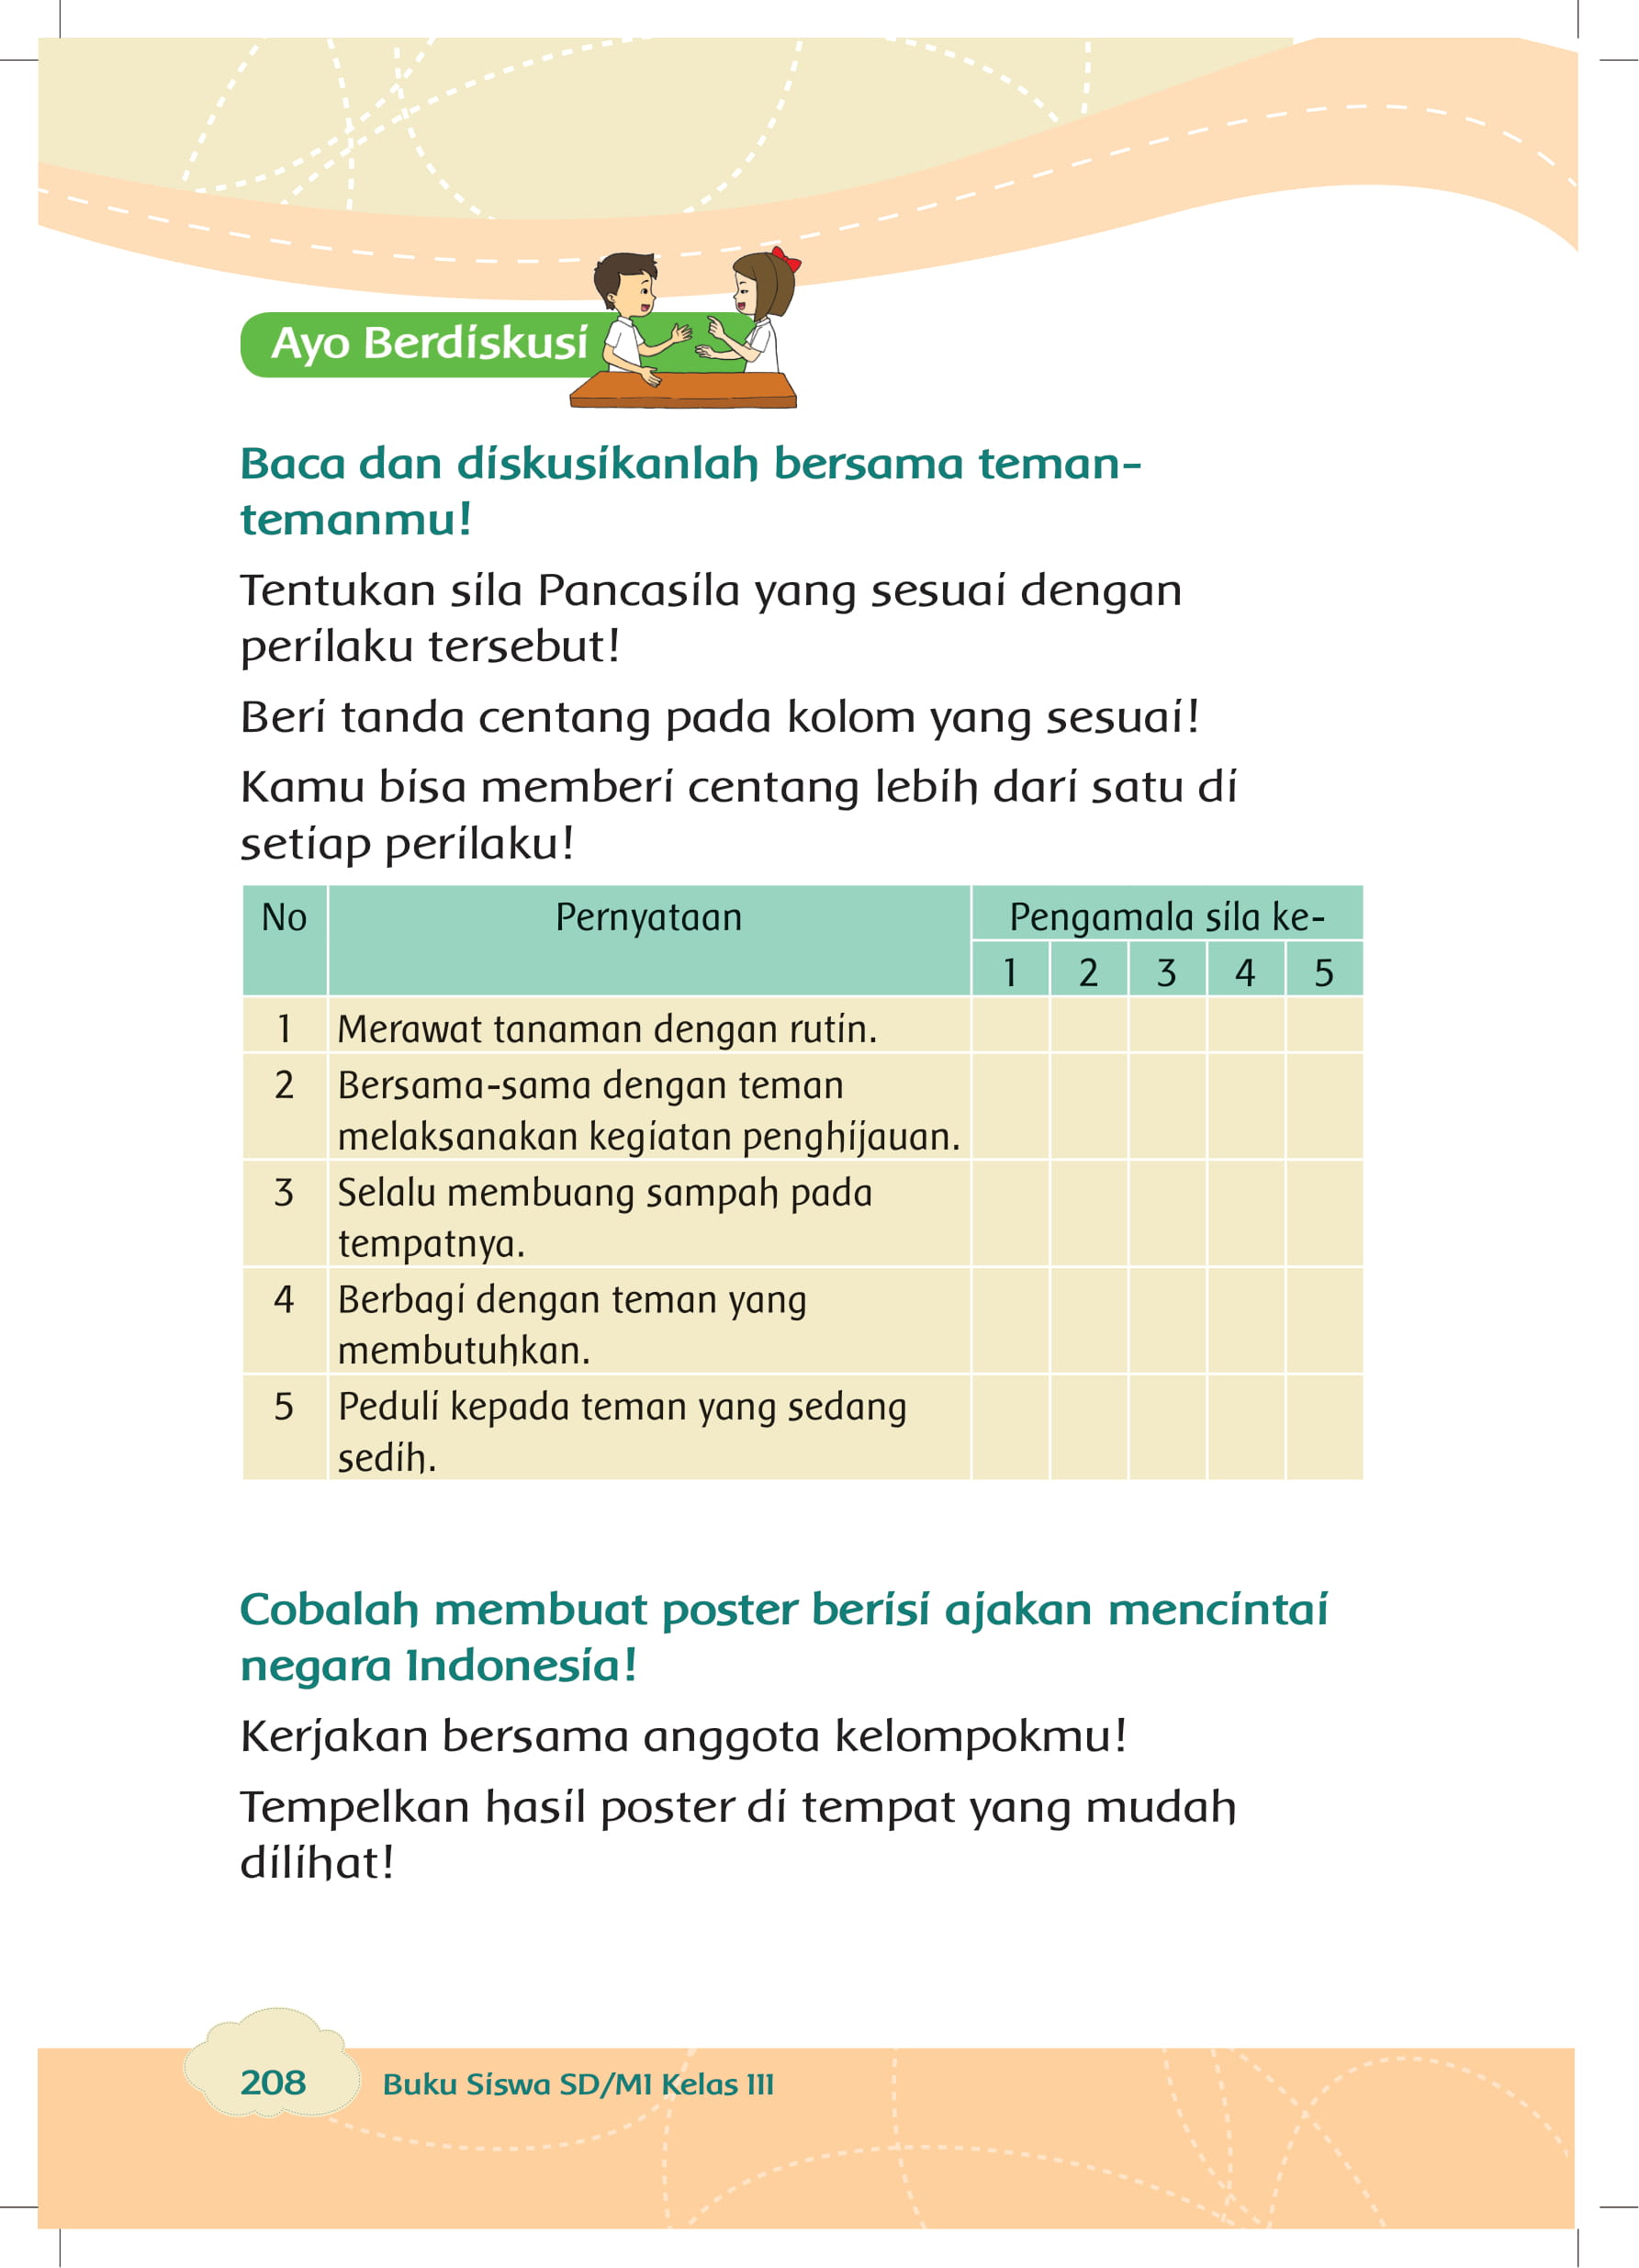 Ayo Berdiskusi
Baca dan diskusikanlah bersama teman-
temanmu!
Tentukan sila Pancasila yang sesuai dengan
perilaku tersebut!
Beri tanda centang pada kolom yang sesuai!
Kamu bisa memberi centang lebih dari satu di
setiap perilaku!
No Pernyataan Pengamala sila ke-
1 2 3 4 5
1 Merawat tanaman dengan rutin.
2 Bersama-sama dengan teman
melaksanakan kegiatan penghijauan.
3 Selalu membuang sampah pada
tempatnya.
4 Berbagi dengan teman yang
membutuhkan.
5 Peduli kepada teman yang sedang
sedih.
Cobalah membuat poster berisi ajakan mencintai
negara Indonesia!
Kerjakan bersama anggota kelompokmu!
Tempelkan hasil poster di tempat yang mudah
dilihat!
208 Buku Siswa SD/MI Kelas III